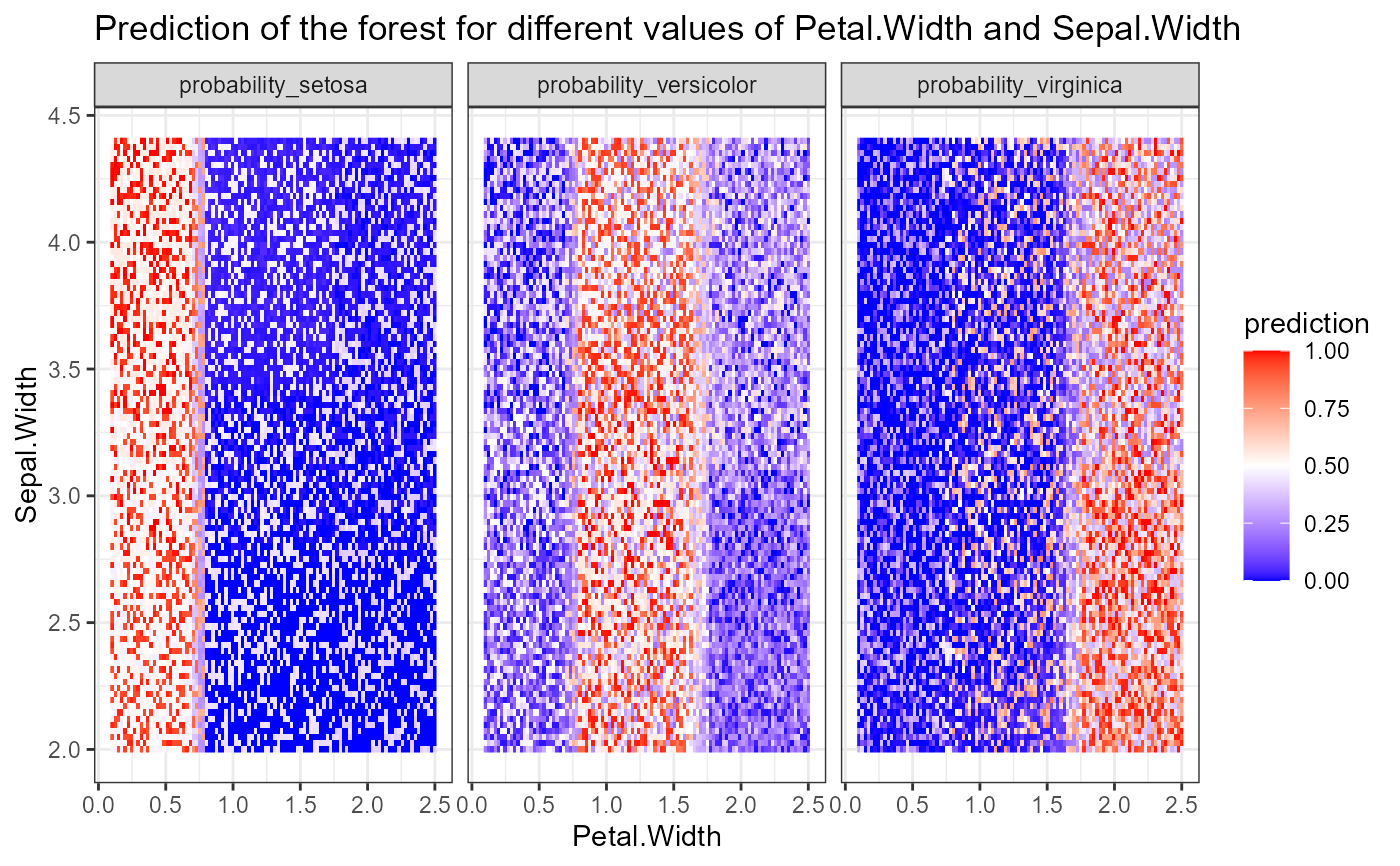 Prediction of the forest for different values of Petal.Width and Sepal.Width
probability_setosa
probability_versicolor
probability_virginica
4.5
4.0
3.5
3.0
2.5
2.0
Sepal.Width
0.0 0.5 1.0 1.5 2.0 2.5
0.0 0.5 1.0 1.5 2.0 2.5
0.0 0.5 1.0 1.5 2.0 2.5
Petal.Width
prediction
1.00
0.75
0.50
0.25
0.00